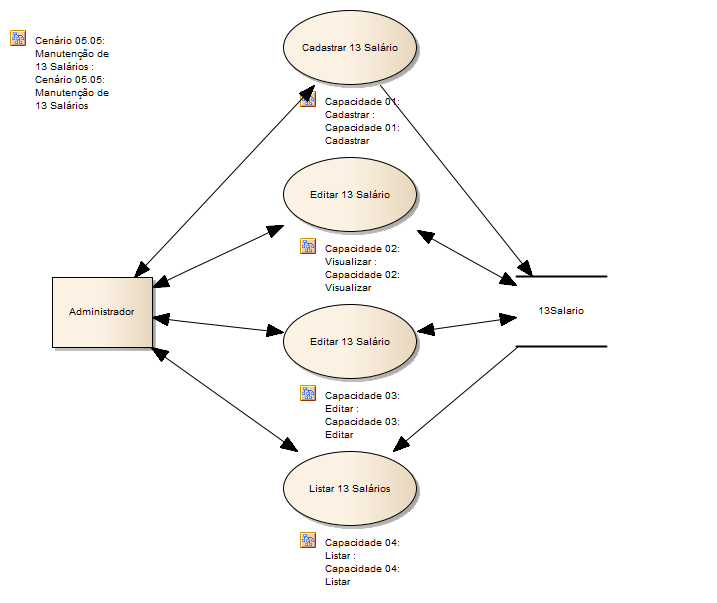 Cenário 05.05:
Manutenção de
13 Salários :
Cenário 05.05:
Manutenção de
13 Salários
Cadastrar 13 Salário
Capacidade 01:
Cadastrar :
Capacidade 01:
Cadastrar
Editar 13 Salário
Capacidade 02:
Visualizar :
Capacidade 02:
Visualizar
Administrador
13Salario
Editar 13 Salário
Capacidade 03:
Editar :
Capacidade 03:
Editar
Listar 13 Salários
Capacidade 04:
Listar :
Capacidade 04:
Listar